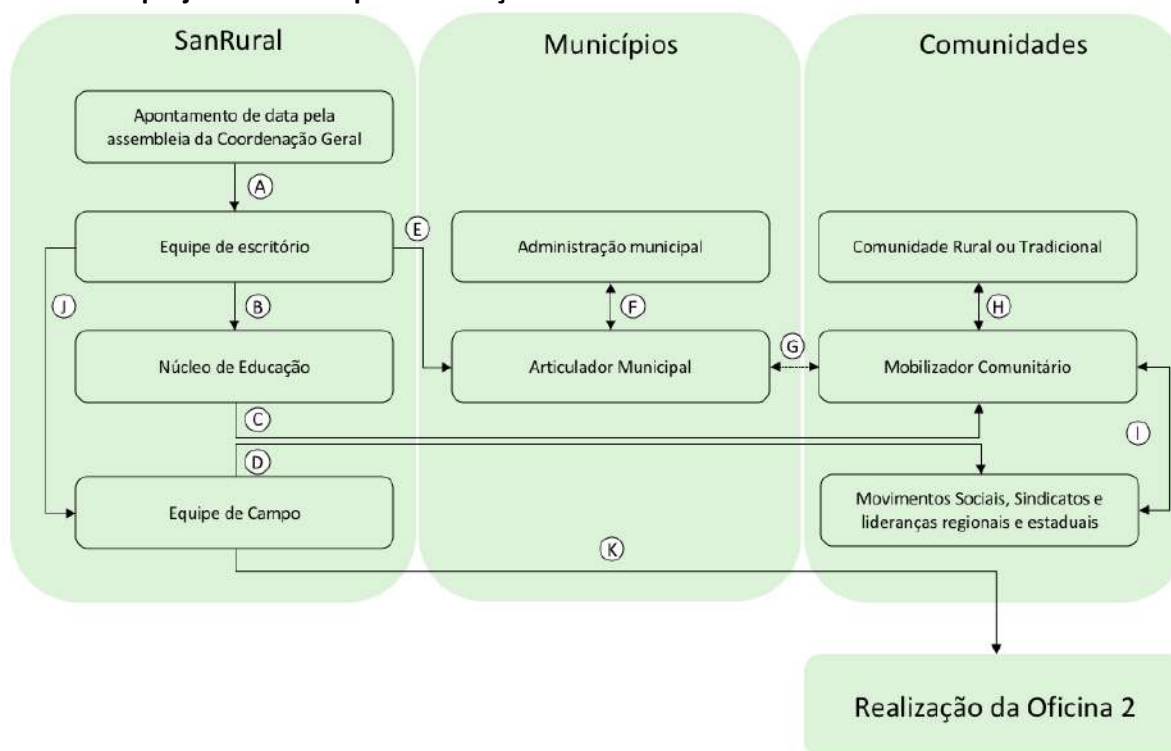 SanRural
Municípios
Comunidades
Apontamento de data pela
assembleia da Coordenação Geral
A
Equipe de escritório
E
Administração municipal
Comunidade Rural ou Tradicional
J
B
F
H
Núcleo de Educação
Articulador Municipal
G
Mobilizador Comunitário
C
I
D
Equipe de Campo
Movimentos Sociais, Sindicatos e
lideranças regionais e estaduais
K
Realização da Oficina 2